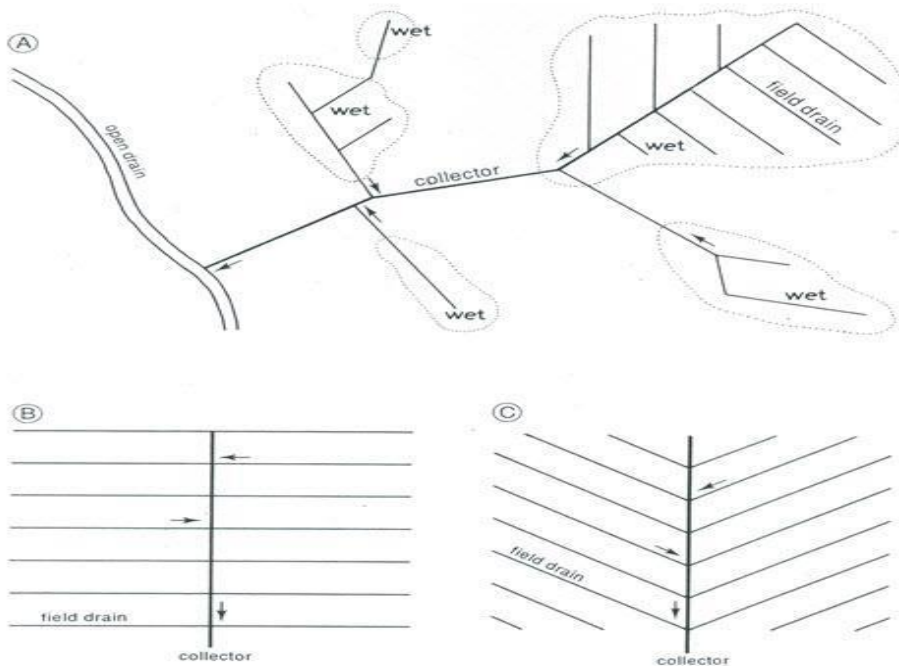 A
wet
wet
open drain
field drain
wet
collector
wet
wet
B
field drain
collector
C
field drain
collector